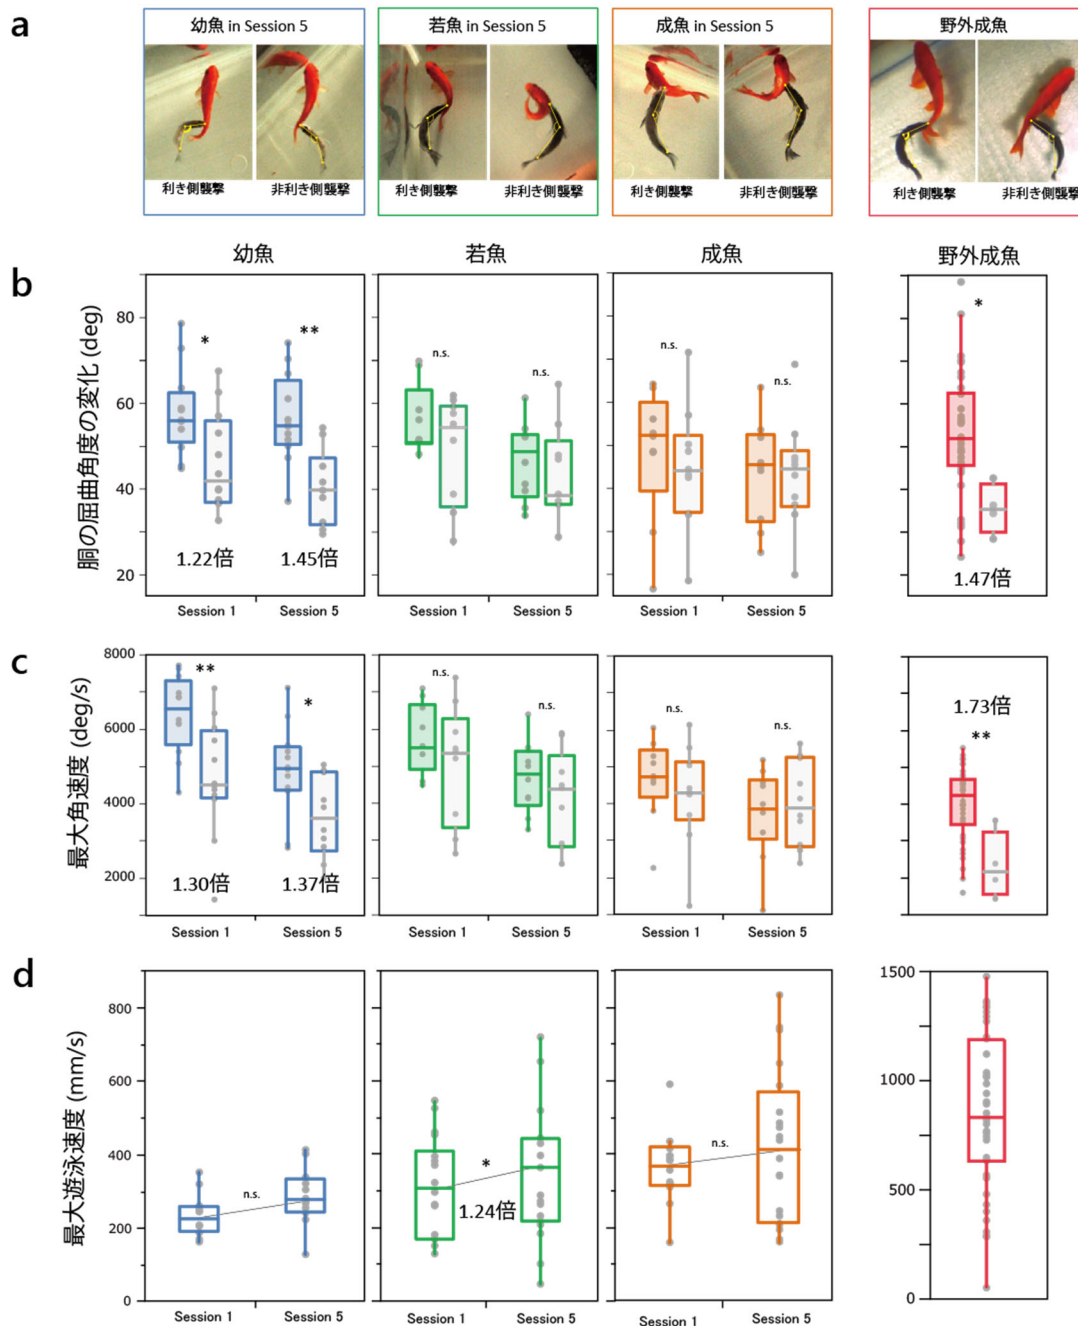 a
幼魚 in Session 5
若魚 in Session 5
成魚 in Session 5
野外成魚
利き側襲撃
非利き側襲撃
利き側襲撃
非利き側襲撃
利き側襲撃
非利き側襲撃
利き側襲撃
非利き側襲撃
幼魚
若魚
成魚
野外成魚
b
胴の屈曲角度の変化 (deg)
80
60
40
20
*
**
1.22倍
1.45倍
n.s.
n.s.
n.s.
n.s.
*
1.47倍
Session 1
Session 5
Session 1
Session 5
Session 1
Session 5
c
最大角速度 (deg/s)
8000
6000
4000
2000
**
*
1.30倍
1.37倍
n.s.
n.s.
n.s.
n.s.
1.73倍
**
Session 1
Session 5
Session 1
Session 5
Session 1
Session 5
d
最大遊泳速度 (mm/s)
800
600
400
200
0
n.s.
*
1.24倍
n.s.
1500
1000
500
0
Session 1
Session 5
Session 1
Session 5
Session 1
Session 5